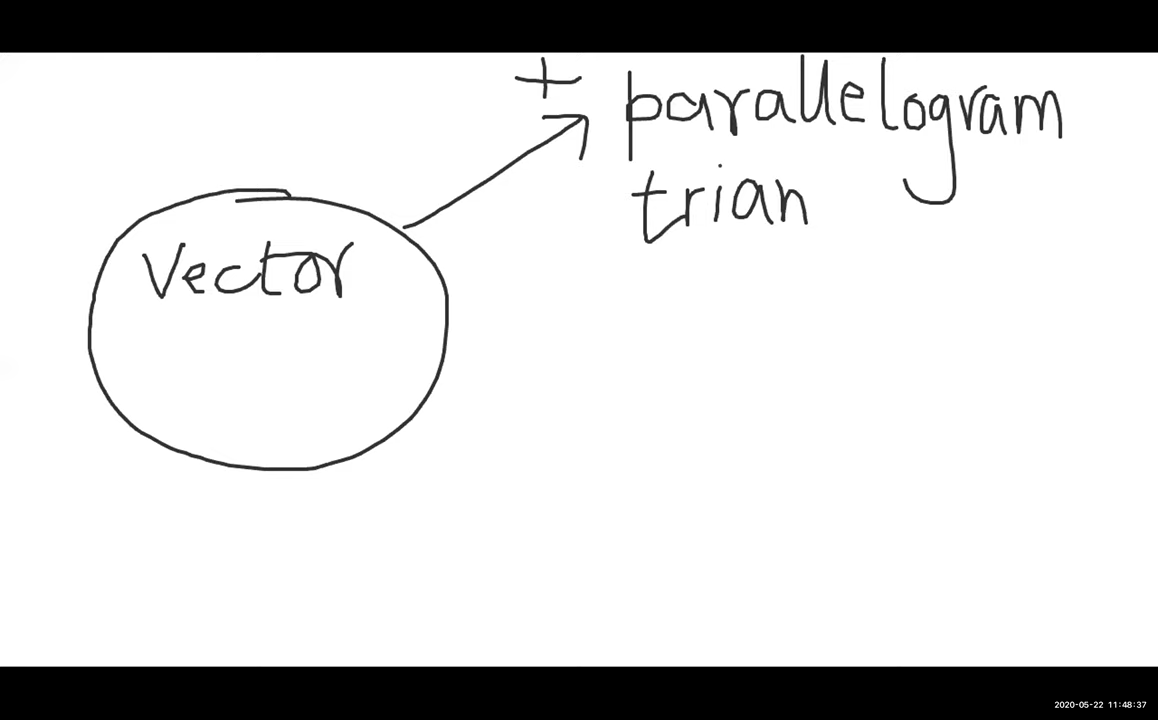 +
parallelogram
trian
Vector
2020-05-22 11:48:37